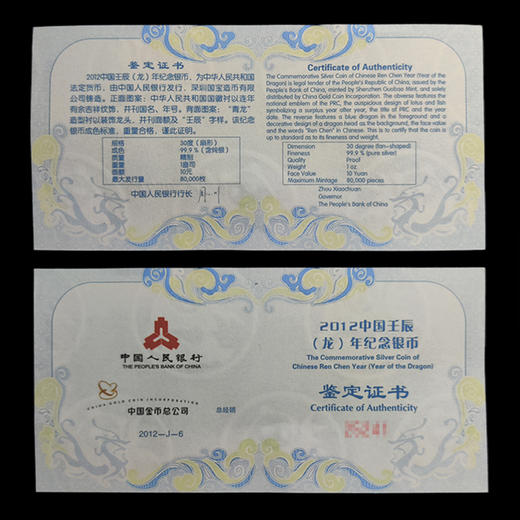 鉴定证书
2012中国壬辰（龙）年纪念银币，为中华人民共和国
法定货币，由中国人民银行发行，深圳国宝造币有限
公司铸造。正面图案：中华人民共和国国徽衬以连年
有余吉祥纹饰，并刊国名、年号。背面图案：“青龙”
造型衬以装饰龙头，并刊面额及“壬辰”字样。该纪念
银币成色标准，重量合格，谨此证明。
规格 30度（扇形）
成色 99.9%（含纯银）
质量 精制
重量 1盎司
面额 10元
最大发行量 80,000枚
中国人民银行行长
Certificate of Authenticity
The Commemorative Silver Coin of Chinese Ren Chen Year (Year of the
Dragon) is legal tender of the People's Republic of China, issued by the
People's Bank of China, minted by Shenzhen Guobao Mint, and solely
distributed by China Gold Coin Incorporation. The obverse features the
national emblem of the PRC, the auspicious design of lotus and fish
symbolizing a surplus year after year, the title of the PRC and the year
date. The reverse features a blue dragon in the foreground and a
decorative design of a dragon head as the background, the face value
and the words "Ren Chen" in Chinese. This is to certify that the coin is
up to standard as to its fineness and weight.
Dimension 30 degree (fan-shaped)
Fineness 99.9% (pure silver)
Quality Proof
Weight 1 oz
Face Value 10 Yuan
Maximum Mintage 80,000 pieces
Zhou Xiaochuan
Governor
The People's Bank of China
中国人民银行
THE PEOPLE'S BANK OF CHINA
CHINA GOLD COIN INCORPORATION
中国金币总公司 总经销
2012-J-6
2012中国壬辰
（龙）年纪念银币
The Commemorative Silver Coin of
Chinese Ren Chen Year (Year of the Dragon)
鉴定证书
Certificate of Authenticity